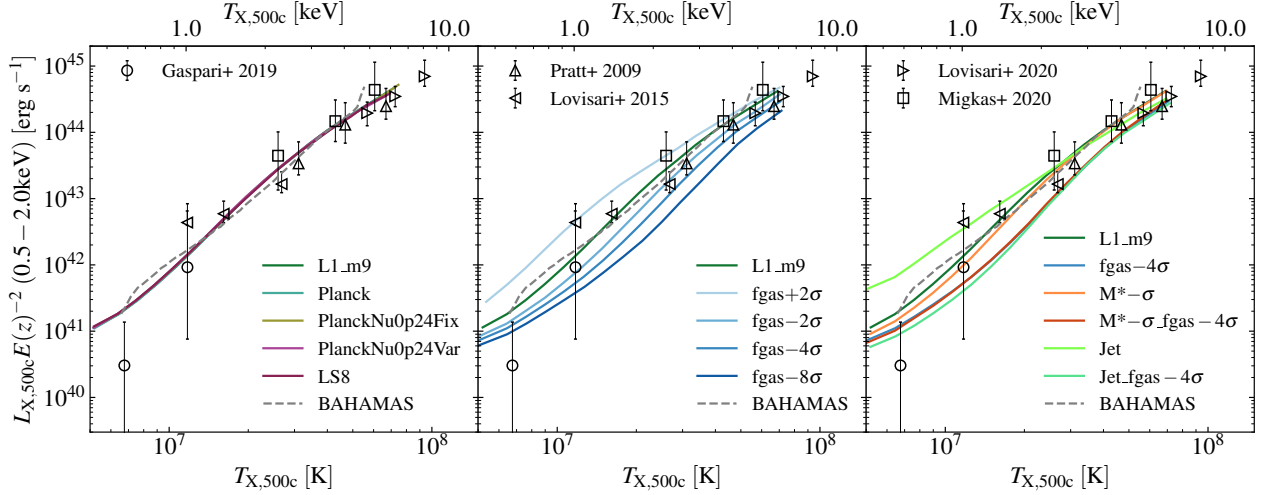 T_X,500c [keV] T_X,500c [keV] T_X,500c [keV]
1.0 10.0 1.0 10.0 1.0 10.0
L_X,500c E(z)^−2 (0.5 − 2.0keV) [erg s^−1]
10^45
10^44
10^43
10^42
10^41
10^40
Gaspari+ 2019
L1_m9
Planck
PlanckNu0p24Fix
PlanckNu0p24Var
LS8
BAHAMAS
Pratt+ 2009
Lovisari+ 2015
L1_m9
fgas+2σ
fgas−2σ
fgas−4σ
fgas−8σ
BAHAMAS
Lovisari+ 2020
Migkas+ 2020
L1_m9
fgas−4σ
M*−σ
M*−σ_fgas−4σ
Jet
Jet_fgas−4σ
BAHAMAS
10^7 10^8 10^7 10^8 10^7 10^8
T_X,500c [K] T_X,500c [K] T_X,500c [K]